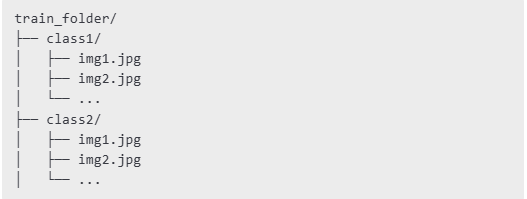 train_folder/
├── class1/
│   ├── img1.jpg
│   ├── img2.jpg
│   └── ...
├── class2/
│   ├── img1.jpg
│   ├── img2.jpg
│   └── ...